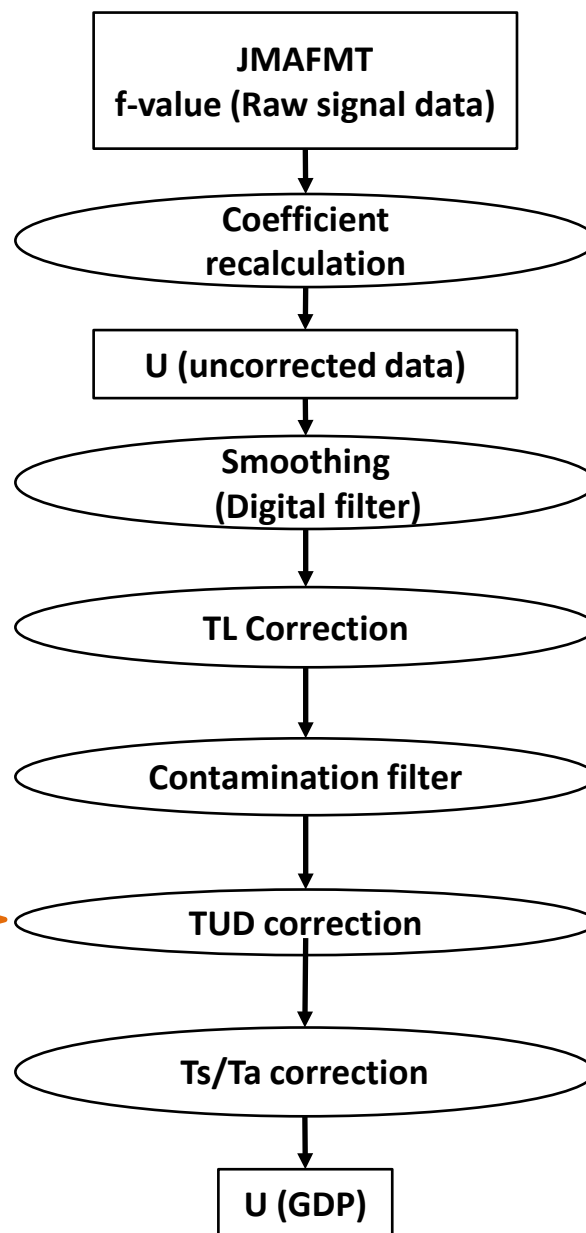 JMAFMT
f-value (Raw signal data)
Coefficient
recalculation
U (uncorrected data)
Smoothing
(Digital filter)
TL Correction
Contamination filter
TUD correction
Ts/Ta correction
U (GDP)